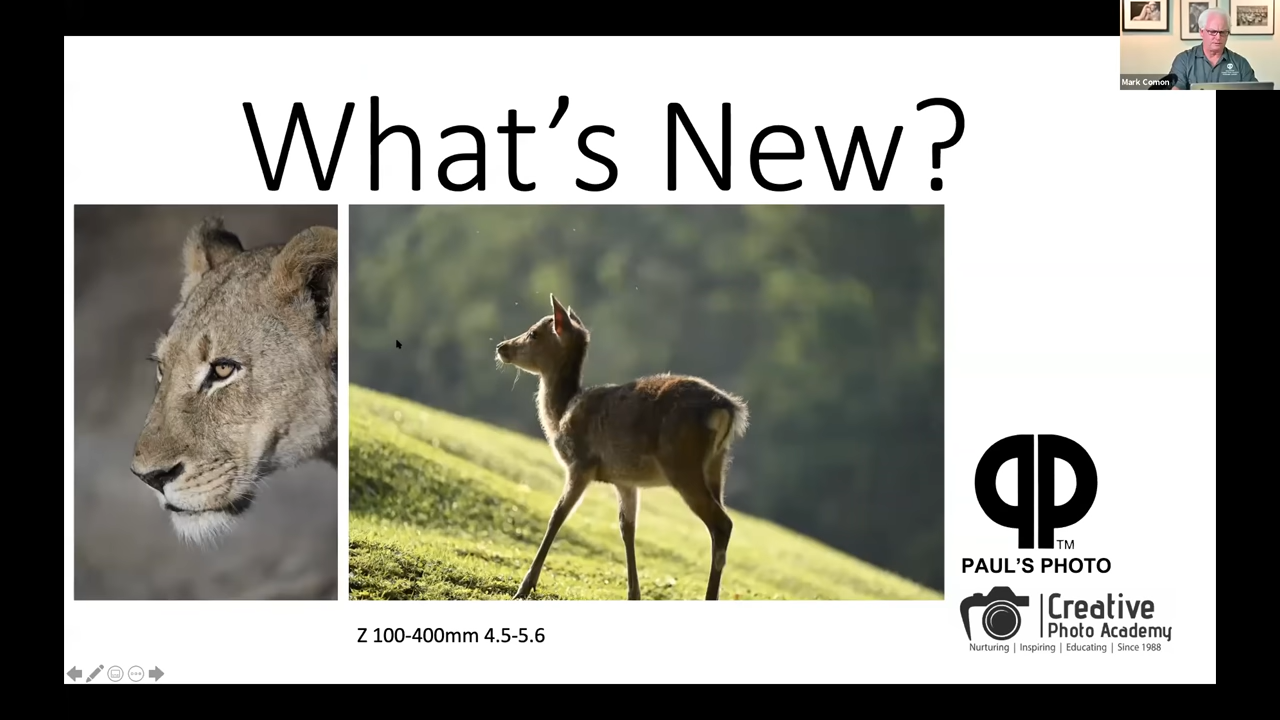 Mark Comon
What's New?
TM
PAUL'S PHOTO
Creative
Photo Academy
Nurturing | Inspiring | Educating | Since 1988
Z 100-400mm 4.5-5.6